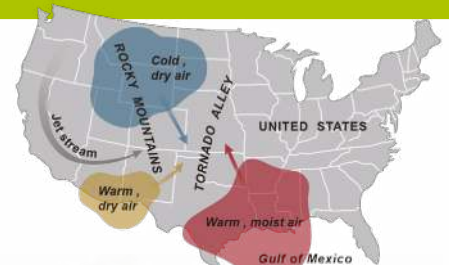 Cold ,
dry air
ROCKY MOUNTAINS
TORNADO ALLEY
Jet stream
UNITED STATES
Warm ,
dry air
Warm , moist air
Gulf of Mexico